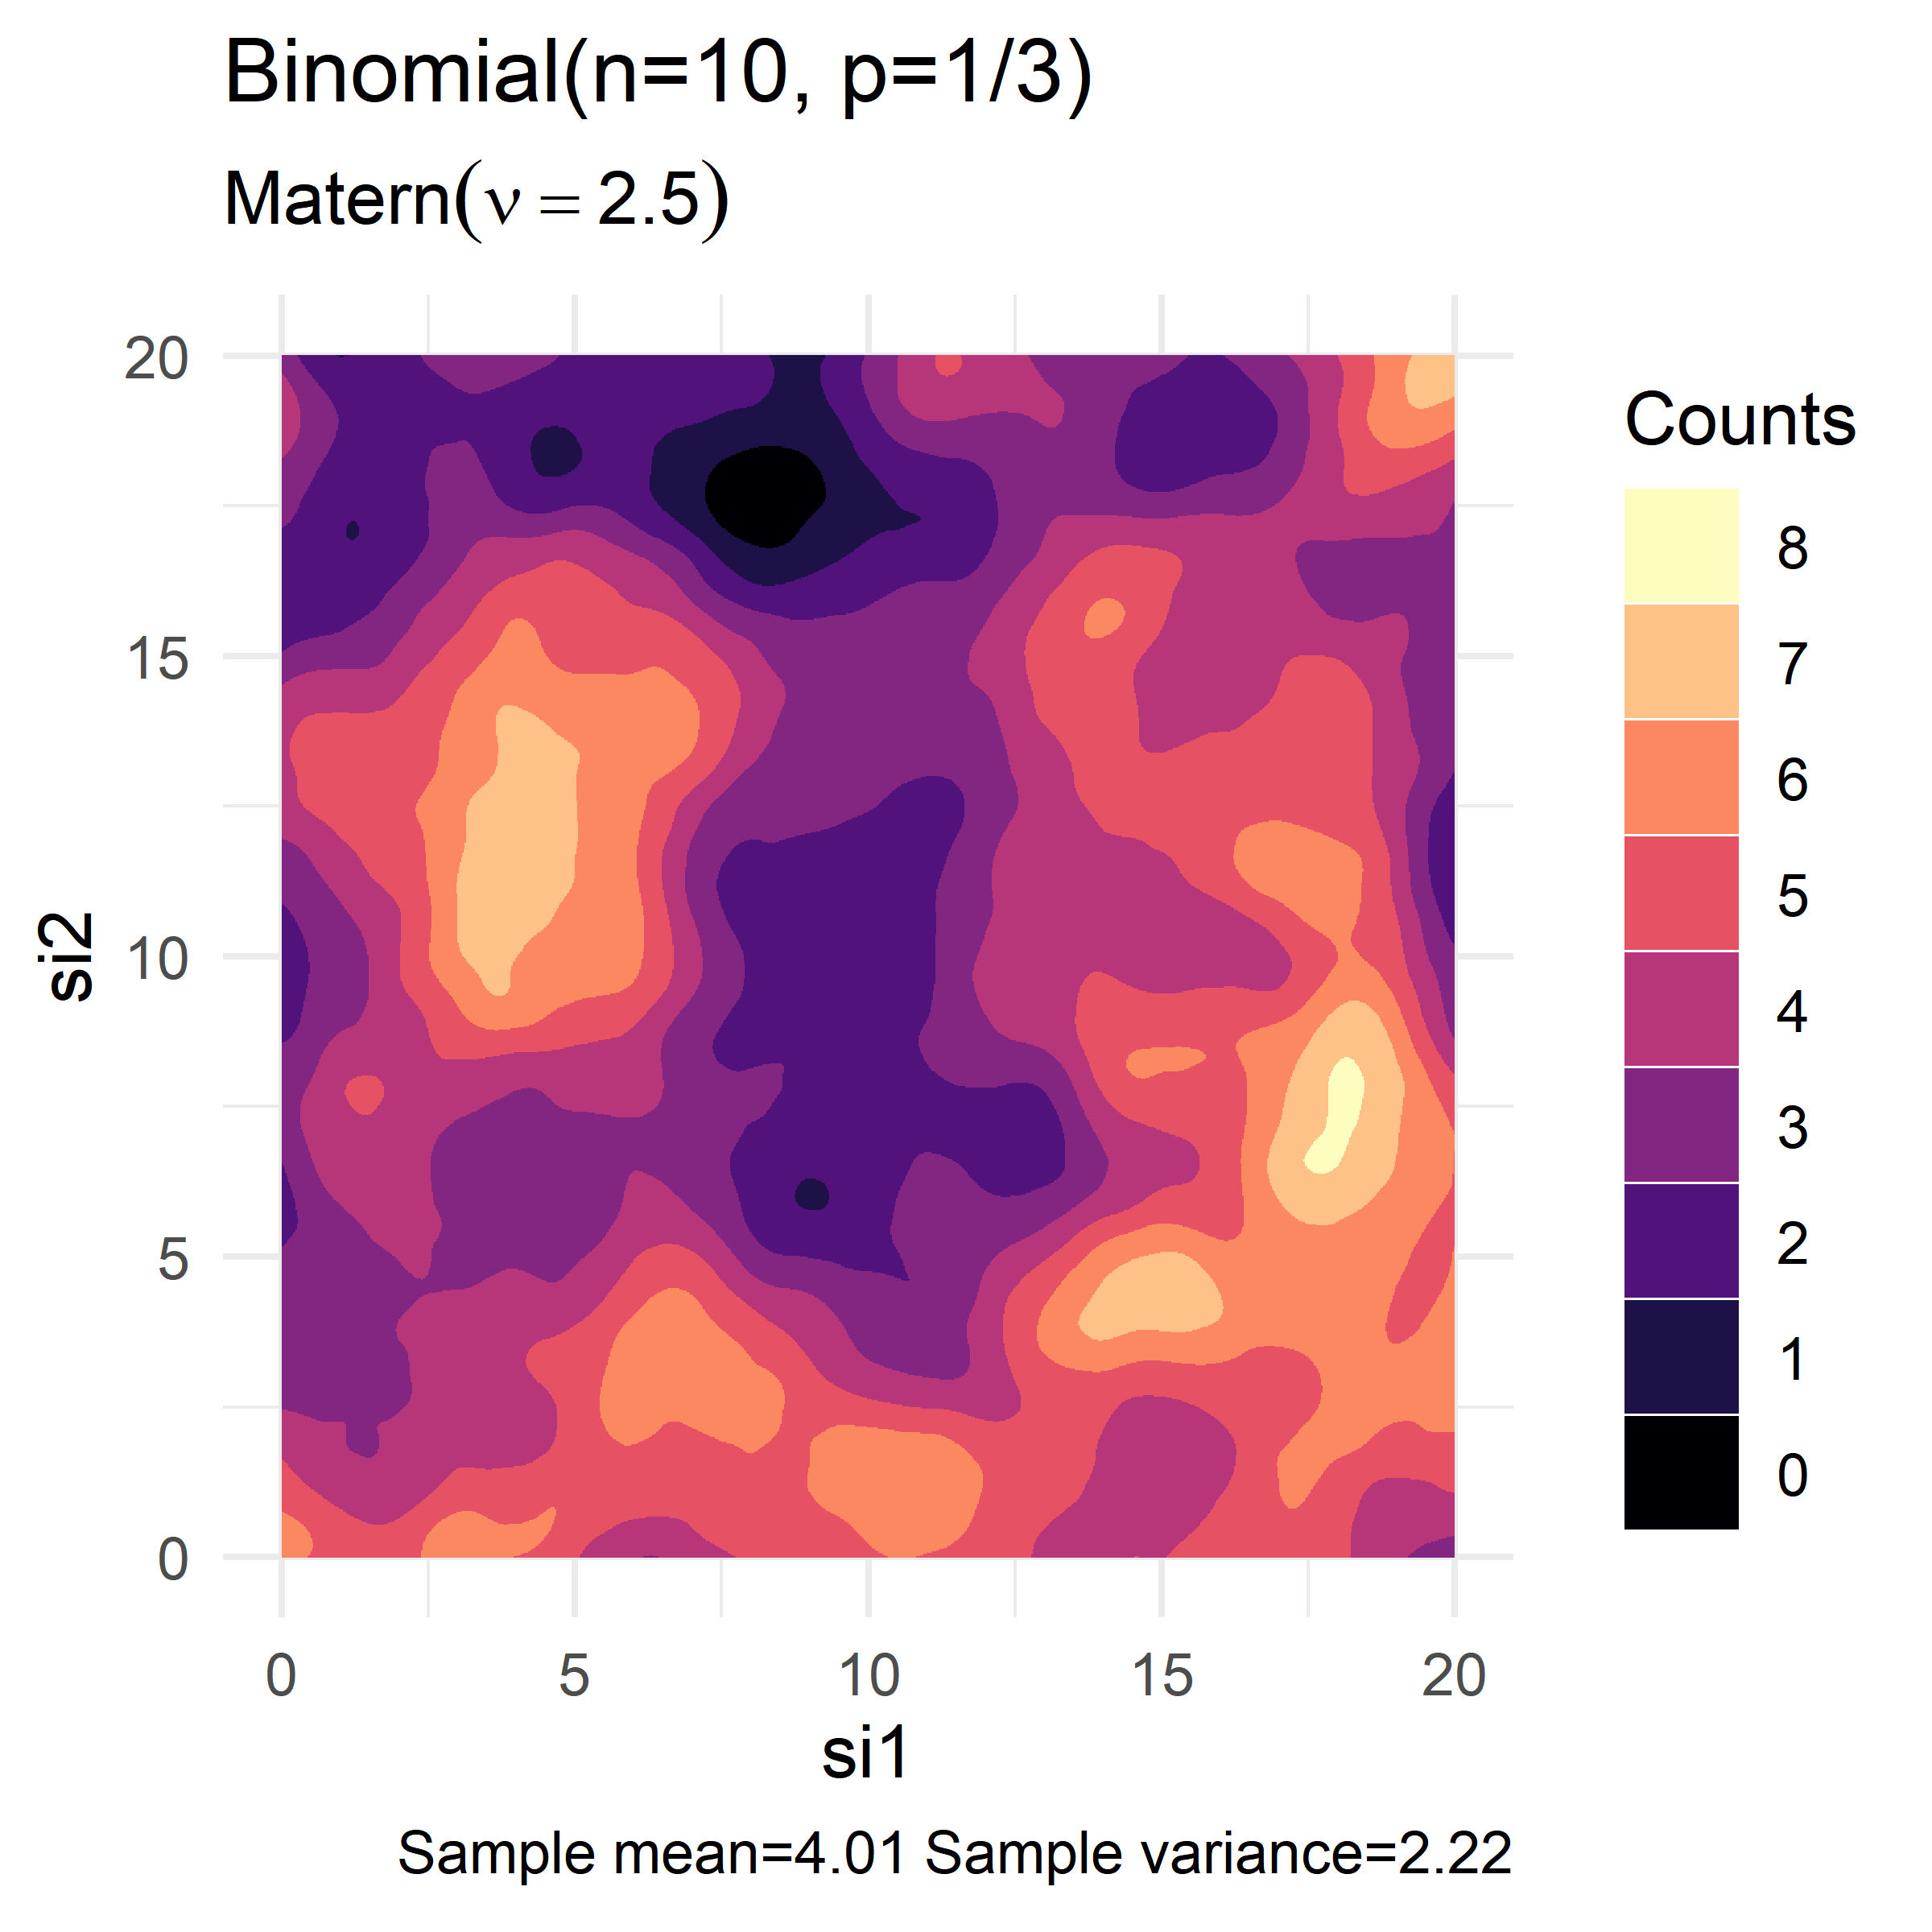 Binomial(n=10, p=1/3)
Matern(ν = 2.5)
Counts
8
7
6
5
4
3
2
1
0
si2
20
15
10
5
0
0 5 10 15 20
si1
Sample mean=4.01 Sample variance=2.22